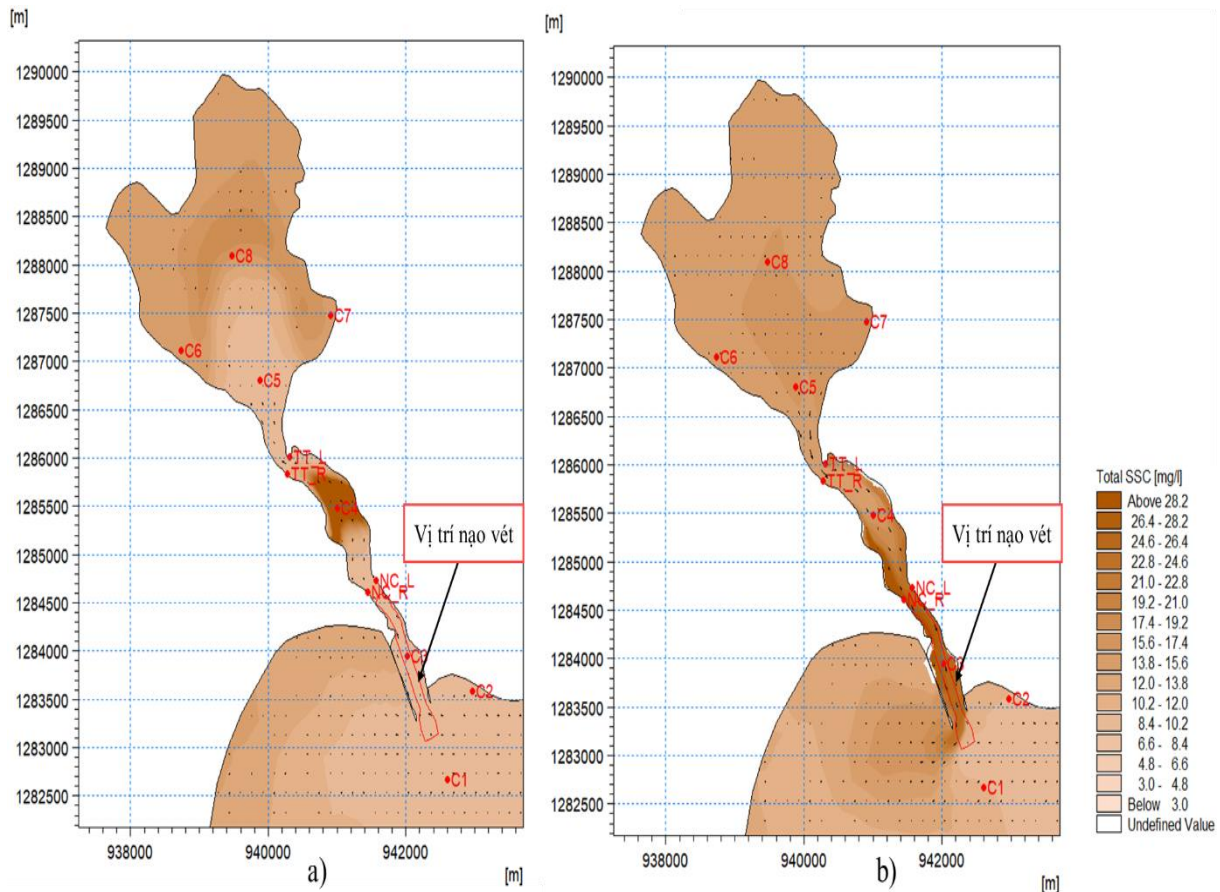 [m]
1290000
1289500
1289000
1288500
1288000
1287500
1287000
1286500
1286000
1285500
1285000
1284500
1284000
1283500
1283000
1282500
938000
940000
942000
[m]
a)
C8
C7
C6
C5
TT_L
TT_R
C4
NC_L
NC_R
C3
C2
C1
Vị trí nạo vét
[m]
1290000
1289500
1289000
1288500
1288000
1287500
1287000
1286500
1286000
1285500
1285000
1284500
1284000
1283500
1283000
1282500
938000
940000
942000
[m]
b)
C8
C7
C6
C5
TT_L
TT_R
C4
NC_L
NC_R
C3
C2
C1
Vị trí nạo vét
Total SSC [mg/l]
Above 28.2
26.4 - 28.2
24.6 - 26.4
22.8 - 24.6
21.0 - 22.8
19.2 - 21.0
17.4 - 19.2
15.6 - 17.4
13.8 - 15.6
12.0 - 13.8
10.2 - 12.0
8.4 - 10.2
6.6 - 8.4
4.8 - 6.6
3.0 - 4.8
Below 3.0
Undefined Value